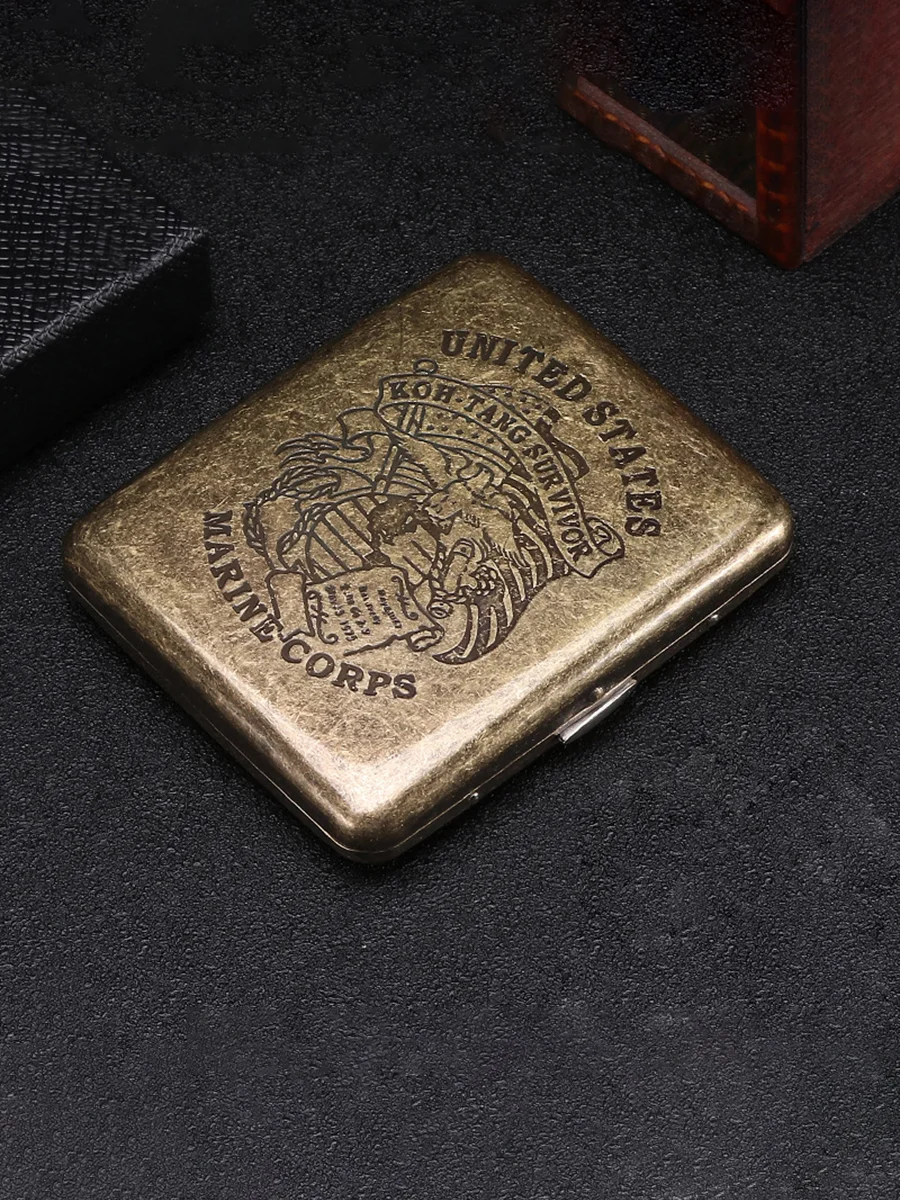 UNITED STATES
KOH-TANG-SURVIVOR
MARINE CORPS